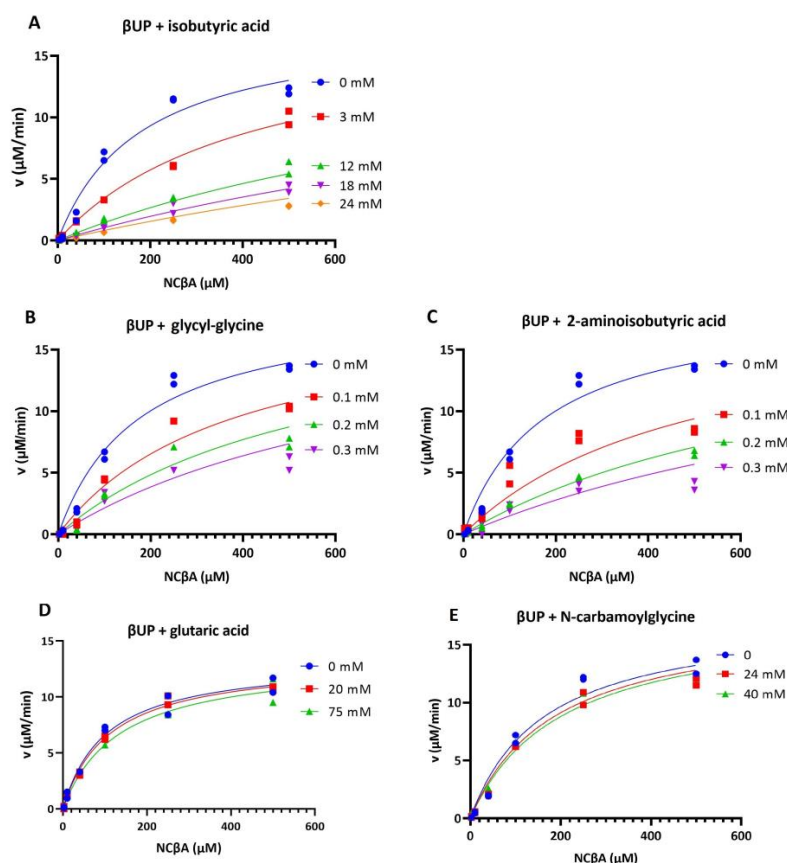 A
βUP + isobutyric acid
15
10
5
0
v (µM/min)
0 200 400 600
NCβA (µM)
0 mM
3 mM
12 mM
18 mM
24 mM
B
βUP + glycyl-glycine
15
10
5
0
v (µM/min)
0 200 400 600
NCβA (µM)
0 mM
0.1 mM
0.2 mM
0.3 mM
C
βUP + 2-aminoisobutyric acid
15
10
5
0
v (µM/min)
0 200 400 600
NCβA (µM)
0 mM
0.1 mM
0.2 mM
0.3 mM
D
βUP + glutaric acid
15
10
5
0
v (µM/min)
0 200 400 600
NCβA (µM)
0 mM
20 mM
75 mM
E
βUP + N-carbamoylglycine
15
10
5
0
v (µM/min)
0 200 400 600
NCβA (µM)
0
24 mM
40 mM